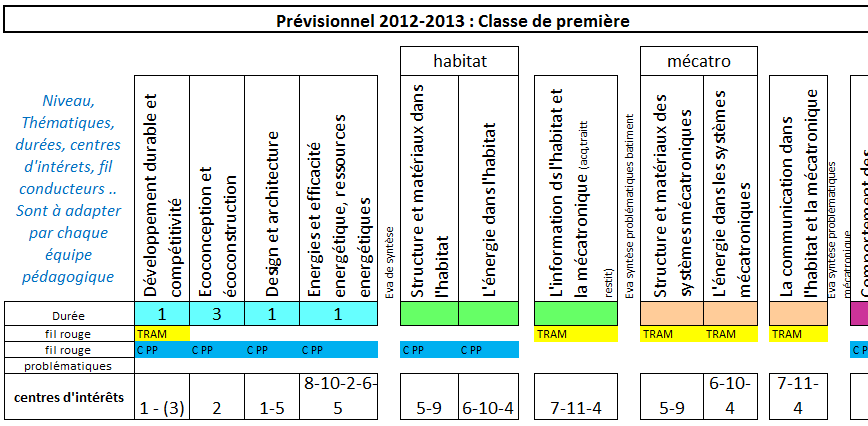 Prévisionnel 2012-2013 : Classe de première
habitat
mécatro
Niveau,
Thématiques,
durées, centres
d'intérets, fil
conducteurs ..
Sont à adapter
par chaque
équipe
pédagogique
Développement durable et
compétitivité
Ecoconception et
écoconstruction
Design et architecture
Energies et efficacité
énergétique, ressources
énergétiques
Eva de syntèse
Structure et matériaux dans
l'habitat
L'énergie dans l'habitat
L'information ds l'habitat et
la mécatronique (acq,traitt
restit)
Eva syntèse problématiques batiment
Structure et matériaux des
systèmes mécatroniques
L'énergie dans les systèmes
mécatroniques
La communication dans
l'habitat et la mécatronique
Eva syntèse problématiques
mécatronique
Comportement des
Durée 1 3 1 1
fil rouge TRAM TRAM TRAM TRAM TRAM
fil rouge C PP C PP C PP C PP C PP C PP C P
problématiques
centres d'intérêts 1 - (3) 2 1-5 8-10-2-6-
5 5-9 6-10-4 7-11-4 5-9 6-10-
4 7-11-
4